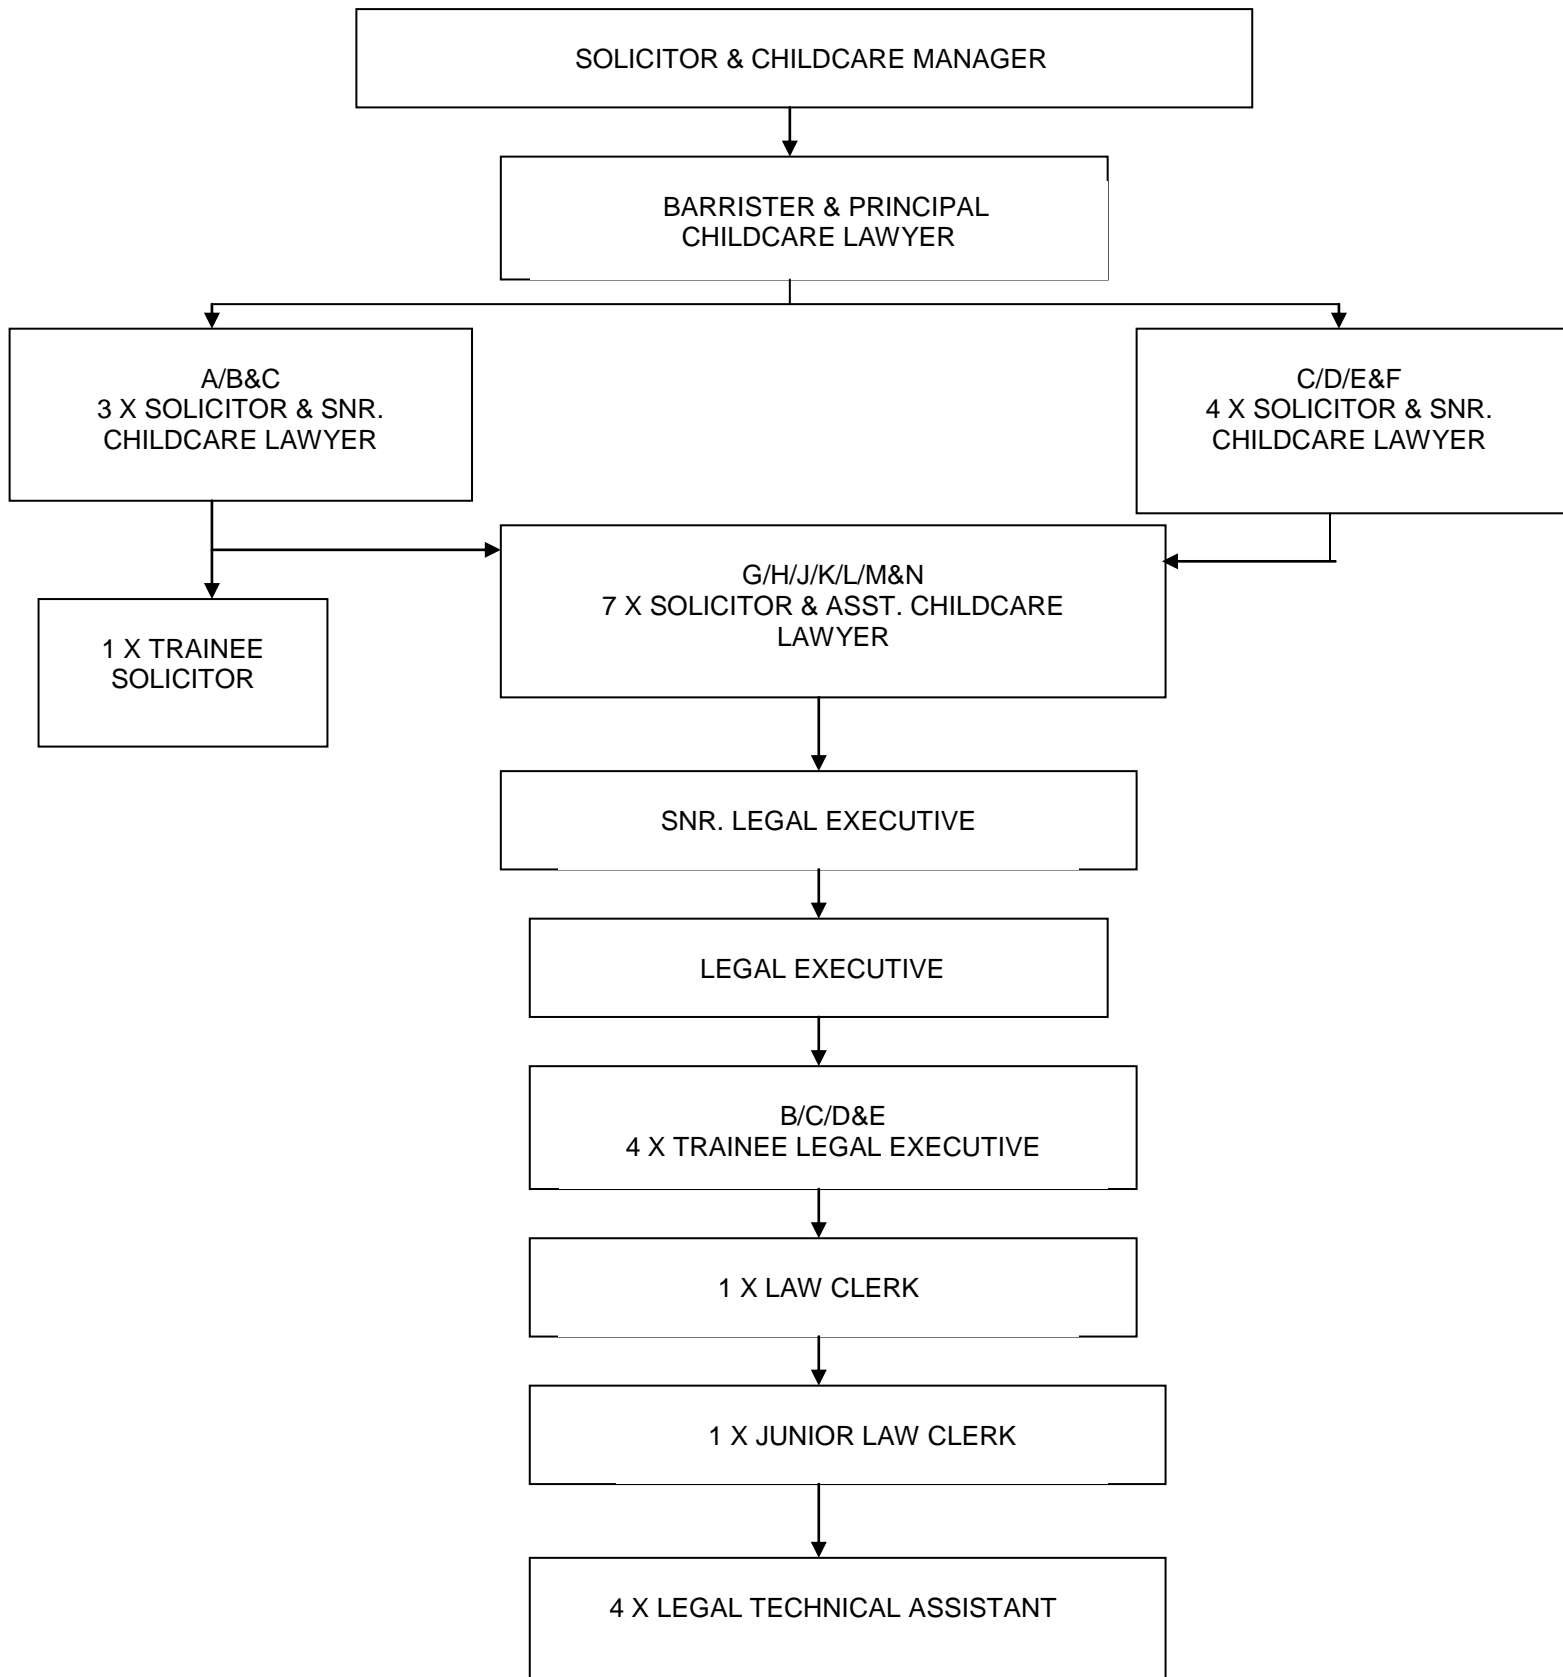 SOLICITOR & CHILDCARE MANAGER
BARRISTER & PRINCIPAL
CHILDCARE LAWYER
A/B&C
3 X SOLICITOR & SNR.
CHILDCARE LAWYER
C/D/E&F
4 X SOLICITOR & SNR.
CHILDCARE LAWYER
G/H/J/K/L/M&N
7 X SOLICITOR & ASST. CHILDCARE
LAWYER
1 X TRAINEE
SOLICITOR
SNR. LEGAL EXECUTIVE
LEGAL EXECUTIVE
B/C/D&E
4 X TRAINEE LEGAL EXECUTIVE
1 X LAW CLERK
1 X JUNIOR LAW CLERK
4 X LEGAL TECHNICAL ASSISTANT